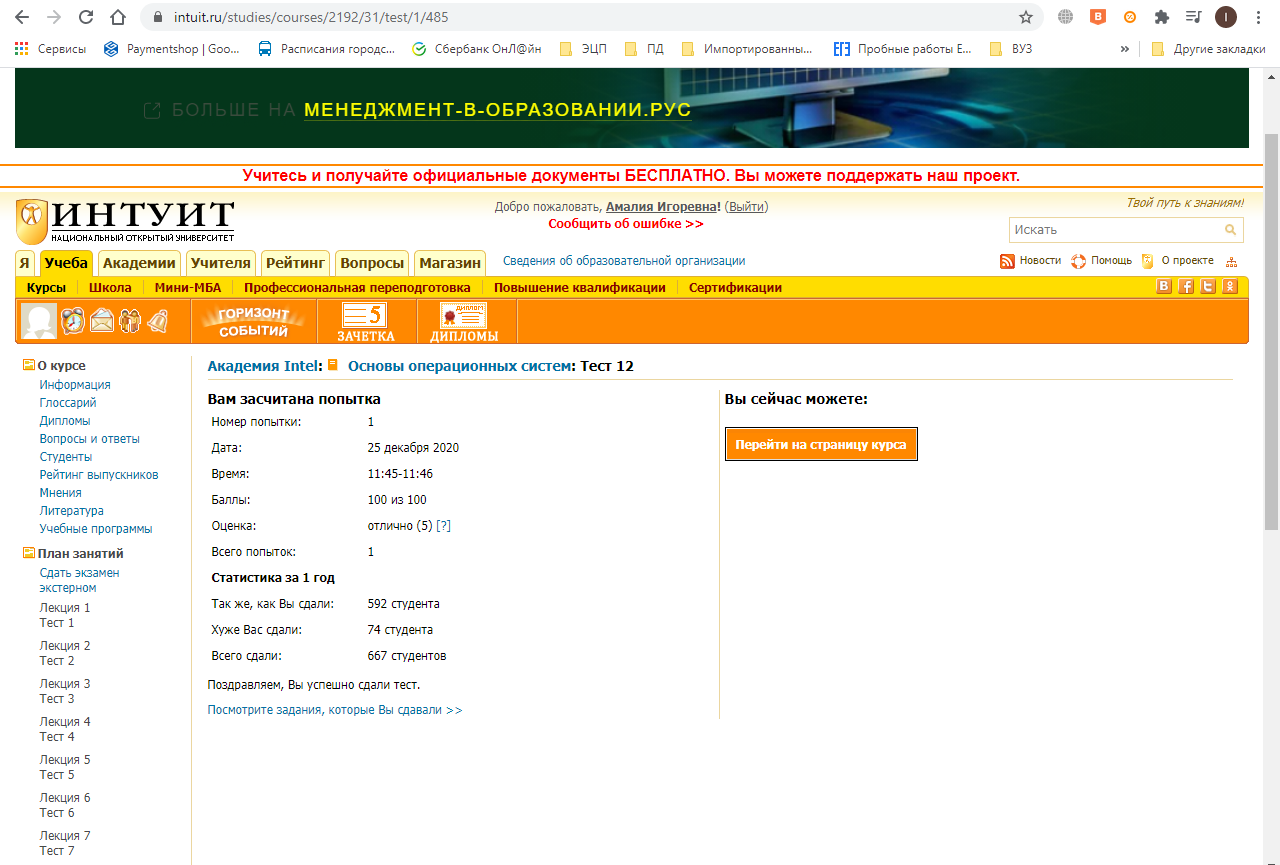 intuit.ru/studies/courses/2192/31/test/1/485
Сервисы Paymentshop | Goo... Расписания городс... Сбербанк ОнЛ@йн ЭЦП ПД Импортированны... Пробные работы Е... ВУЗ » Другие закладки
БОЛЬШЕ НА МЕНЕДЖМЕНТ-В-ОБРАЗОВАНИИ.РУС
Учитесь и получайте официальные документы БЕСПЛАТНО. Вы можете поддержать наш проект.
ИНТУИТ
НАЦИОНАЛЬНЫЙ ОТКРЫТЫЙ УНИВЕРСИТЕТ
Добро пожаловать, Амалия Игоревна! (Выйти)
Сообщить об ошибке >>
Твой путь к знаниям!
Искать
Я Учеба Академии Учителя Рейтинг Вопросы Магазин Сведения об образовательной организации Новости Помощь О проекте
Курсы Школа Мини-МБА Профессиональная переподготовка Повышение квалификации Сертификации
ГОРИЗОНТ СОБЫТИЙ
5 ЗАЧЕТКА
ДИПЛОМ ДИПЛОМЫ
О курсе
Информация
Глоссарий
Дипломы
Вопросы и ответы
Студенты
Рейтинг выпускников
Мнения
Литература
Учебные программы
План занятий
Сдать экзамен
экстерном
Лекция 1
Тест 1
Лекция 2
Тест 2
Лекция 3
Тест 3
Лекция 4
Тест 4
Лекция 5
Тест 5
Лекция 6
Тест 6
Лекция 7
Тест 7
Академия Intel: Основы операционных систем: Тест 12
Вам засчитана попытка
Номер попытки: 1
Дата: 25 декабря 2020
Время: 11:45-11:46
Баллы: 100 из 100
Оценка: отлично (5) [?]
Всего попыток: 1
Статистика за 1 год
Так же, как Вы сдали: 592 студента
Хуже Вас сдали: 74 студента
Всего сдали: 667 студентов
Поздравляем, Вы успешно сдали тест.
Посмотрите задания, которые Вы сдавали >>
Вы сейчас можете:
Перейти на страницу курса